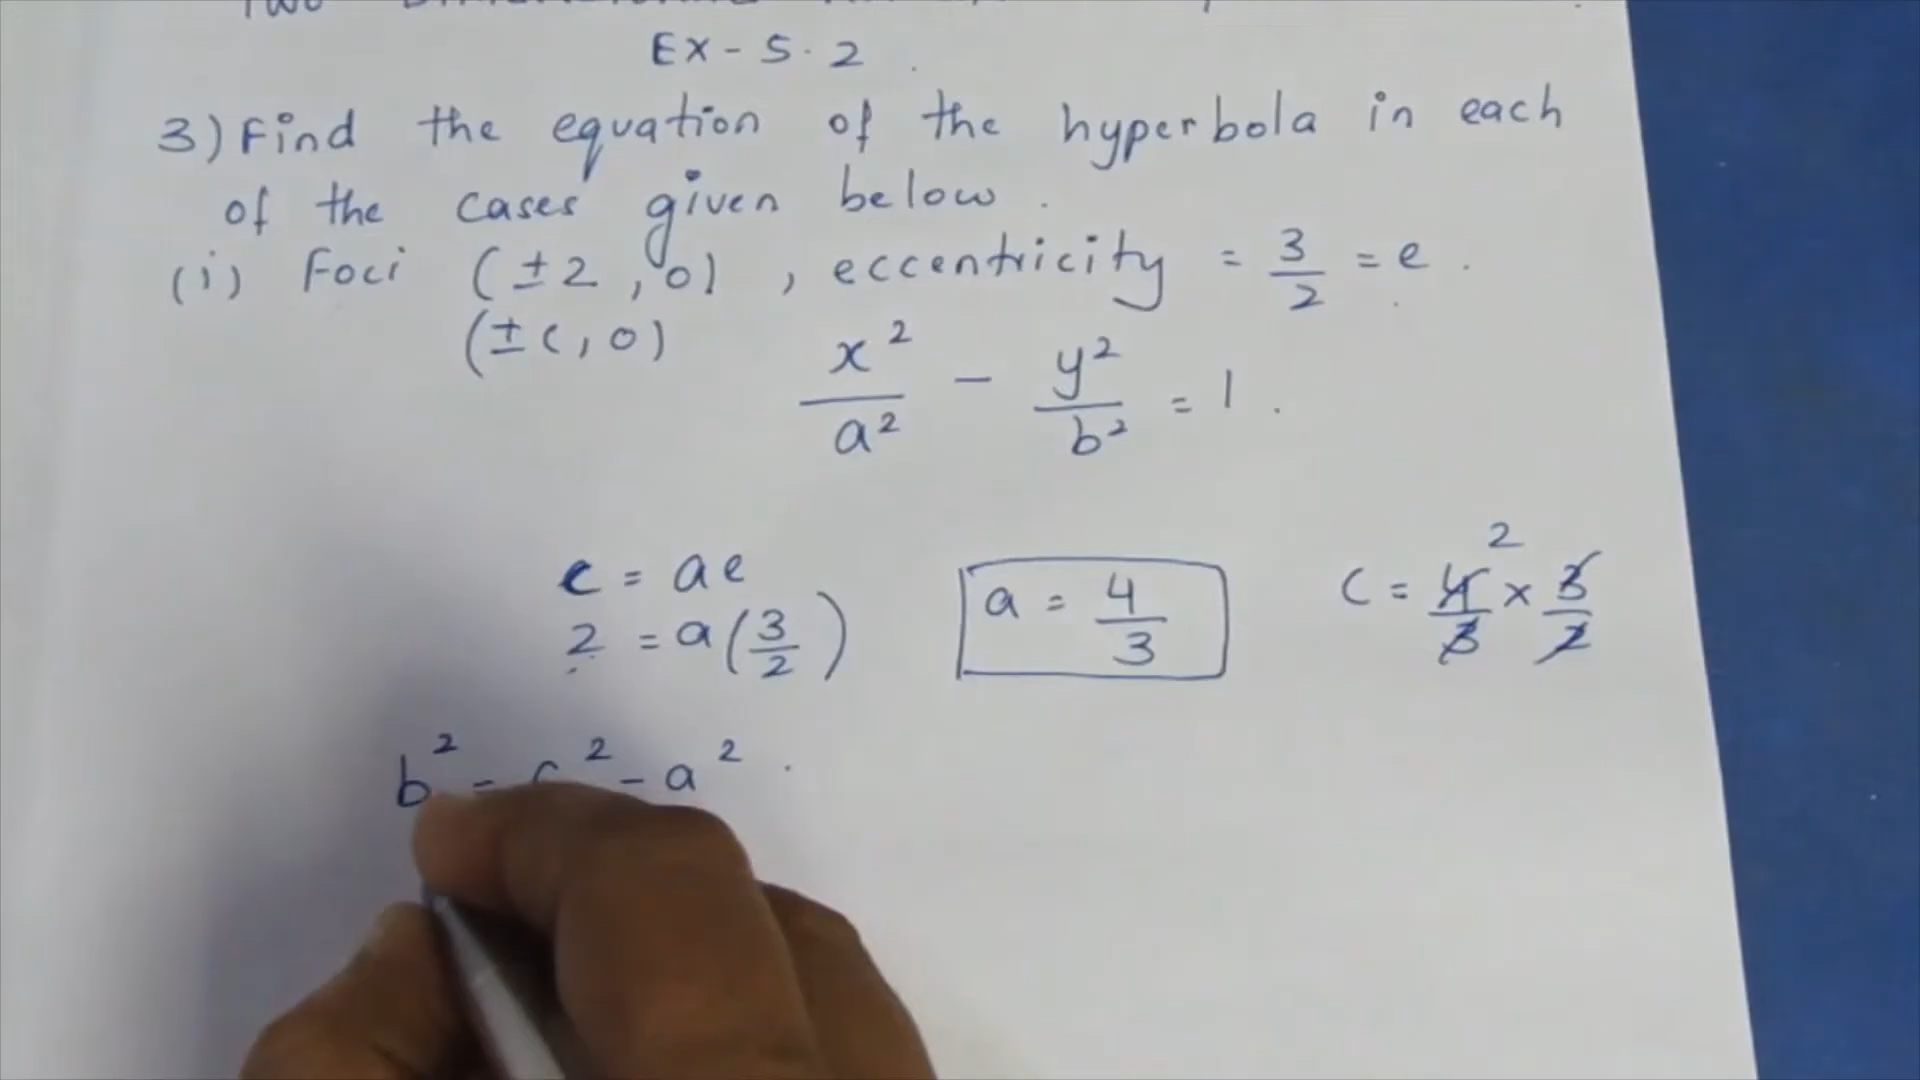 Ex - 5.2
3) Find the equation of the hyperbola in each
of the cases given below.
(i) Foci (±2, 0), eccentricity = 3/2 = e.
(±c, 0)
x²/a² - y²/b² = 1.
c = ae
2 = a(3/2)
a = 4/3
c = 4/3 × 3/2 2
b² = c² - a².